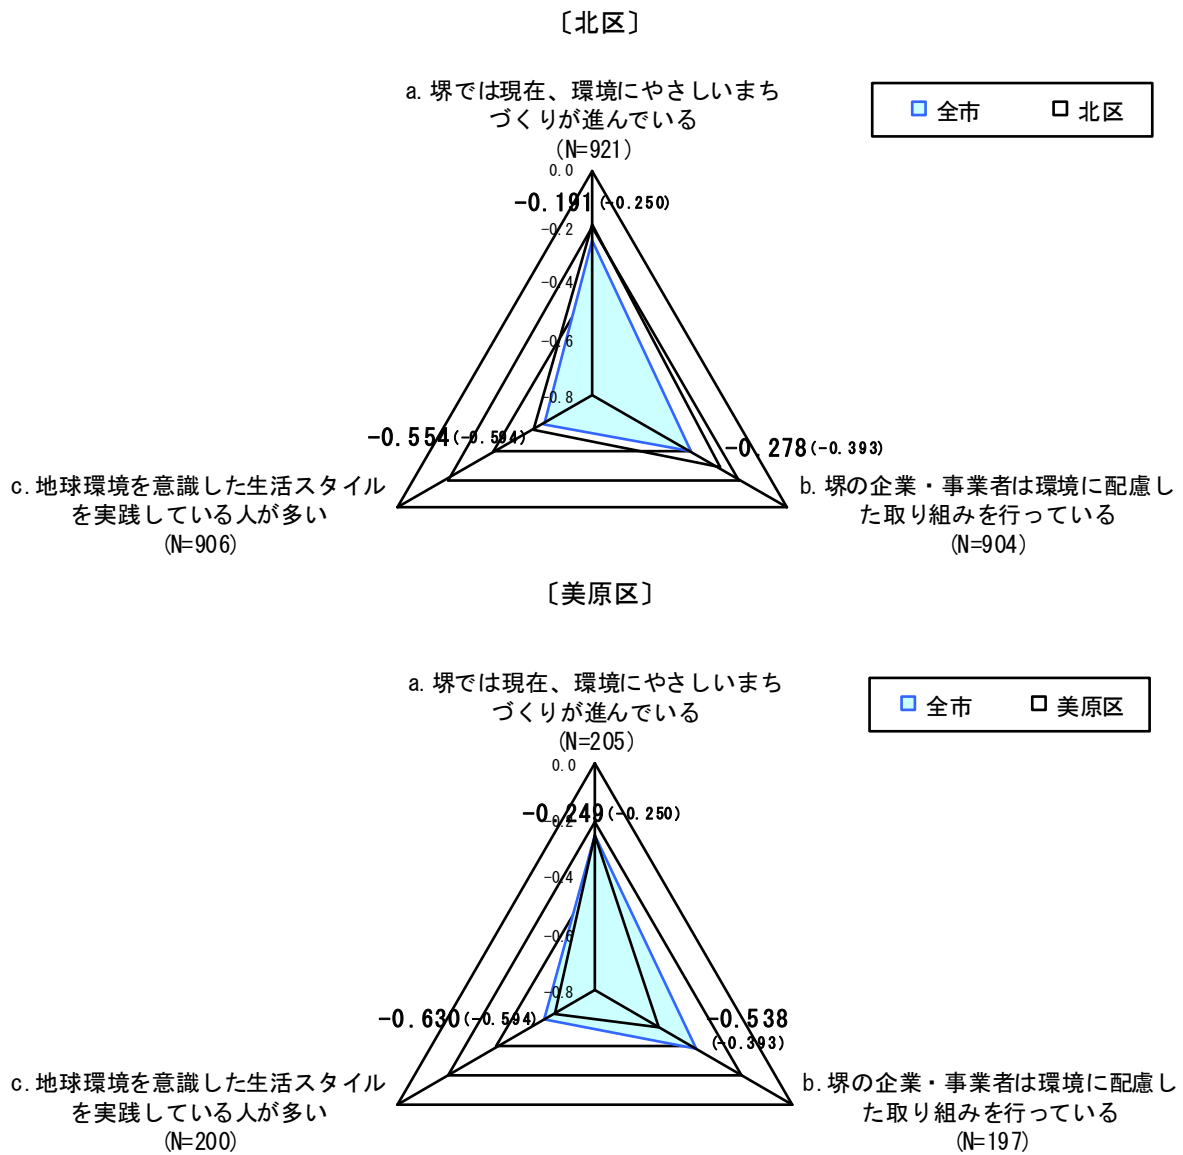 〔北区〕
a. 堺では現在、環境にやさしいまち
づくりが進んでいる
(N=921)
全市 北区
0.0
-0.191(-0.250)
-0.2
-0.4
-0.6
-0.8
-0.554(-0.594)
-0.278(-0.393)
c. 地球環境を意識した生活スタイル
を実践している人が多い
(N=906)
b. 堺の企業・事業者は環境に配慮し
た取り組みを行っている
(N=904)
〔美原区〕
a. 堺では現在、環境にやさしいまち
づくりが進んでいる
(N=205)
全市 美原区
0.0
-0.249(-0.250)
-0.2
-0.4
-0.6
-0.8
-0.630(-0.594)
-0.538
(-0.393)
c. 地球環境を意識した生活スタイル
を実践している人が多い
(N=200)
b. 堺の企業・事業者は環境に配慮し
た取り組みを行っている
(N=197)